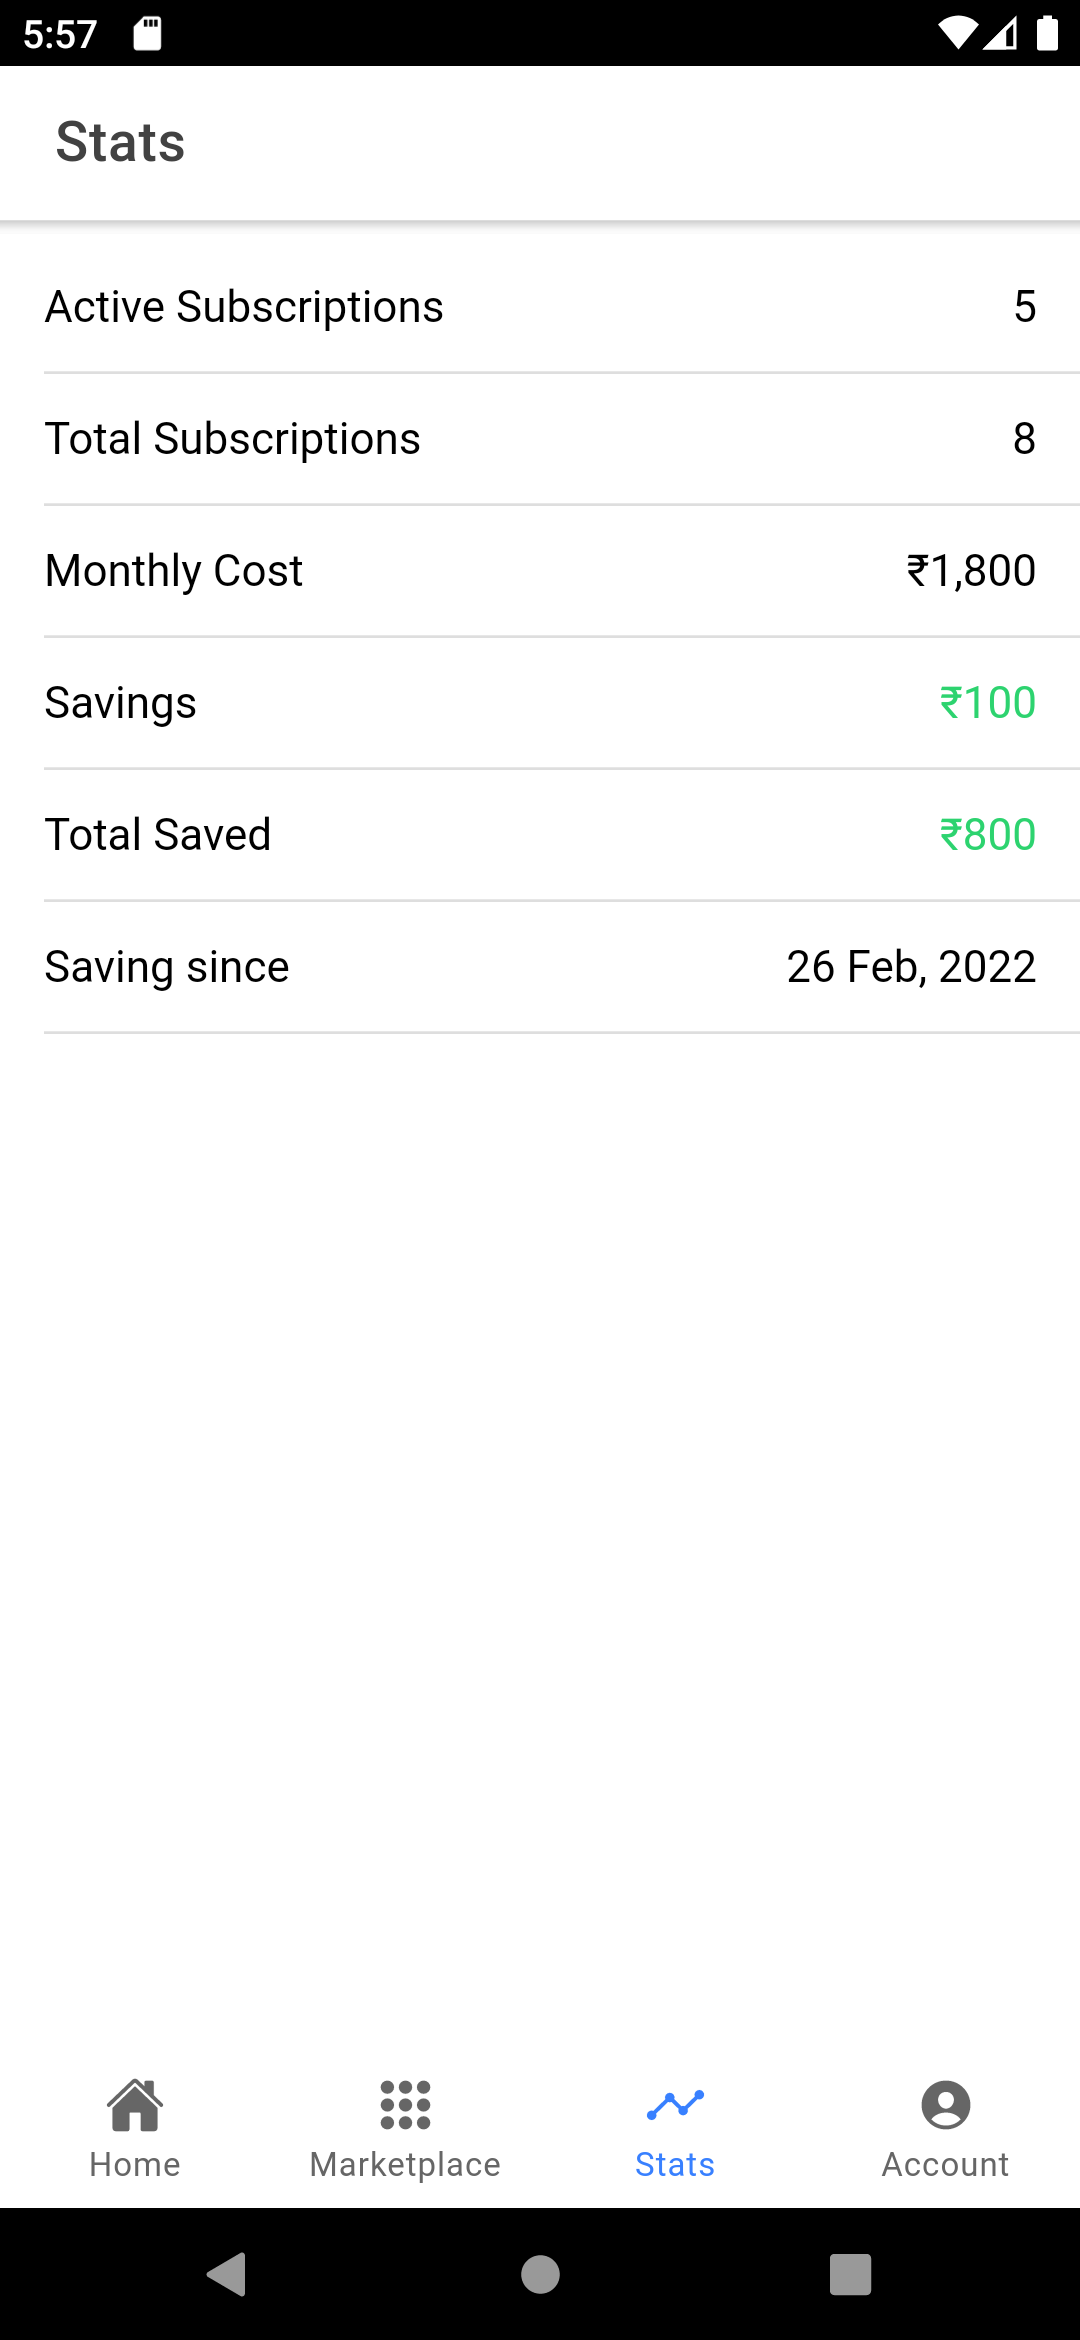 5:57
Stats
Active Subscriptions 5
Total Subscriptions 8
Monthly Cost ₹1,800
Savings ₹100
Total Saved ₹800
Saving since 26 Feb, 2022
Home Marketplace Stats Account